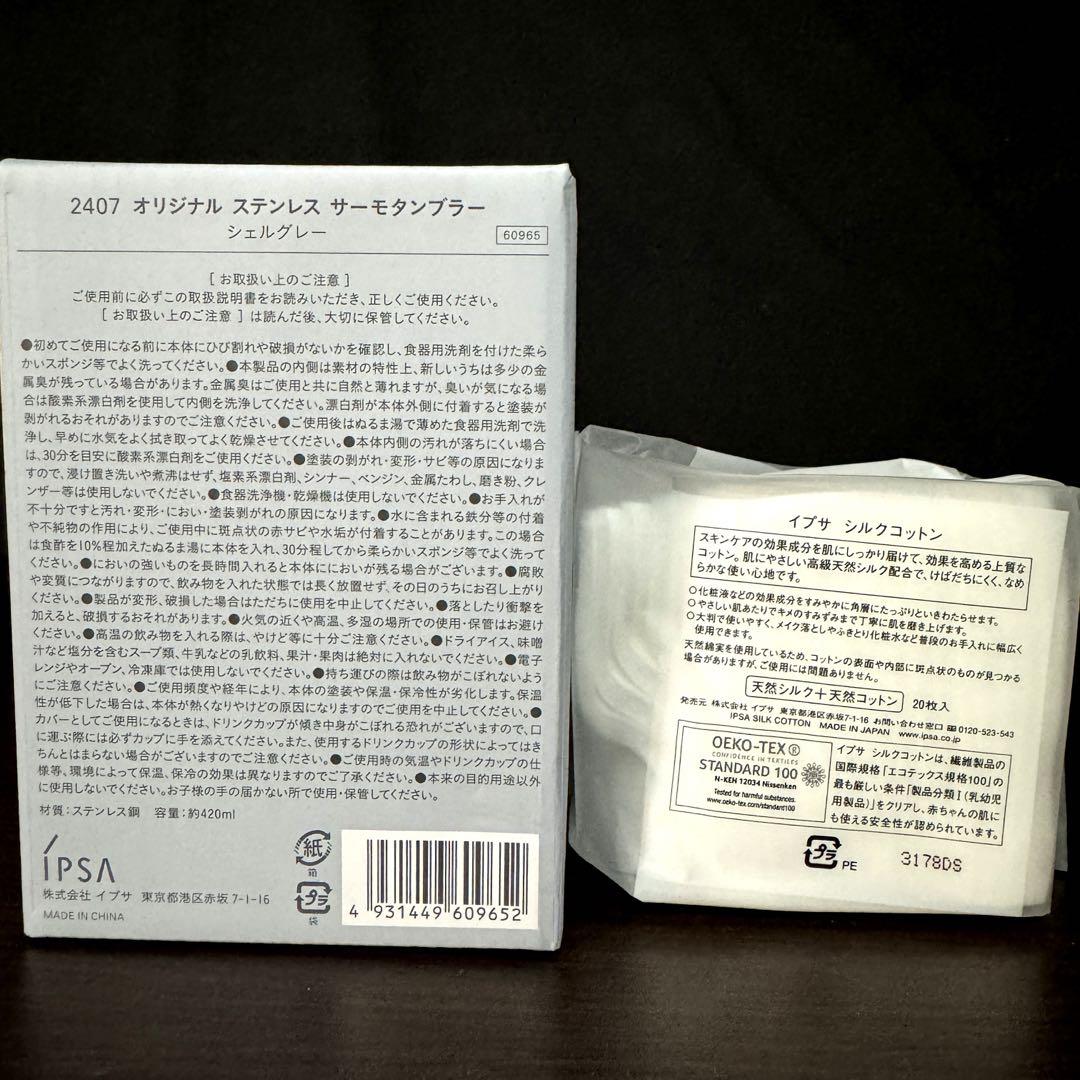 2407 オリジナル ステンレス サーモタンブラー
シェルグレー
60965
[ お取扱い上のご注意 ]
ご使用前に必ずこの取扱説明書をお読みいただき、正しくご使用ください。
[ お取扱い上のご注意 ] は読んだ後、大切に保管してください。
●初めてご使用になる前に本体にひび割れや破損がないかを確認し、食器用洗剤を付けた柔ら
かいスポンジ等でよく洗ってください。●本製品の内側は素材の特性上、新しいうちは多少の金
属臭が残っている場合があります。金属臭はご使用と共に自然と薄れますが、臭いが気になる場
合は酸素系漂白剤を使用して内側を洗浄してください。漂白剤が本体外側に付着すると塗装が
剥がれるおそれがありますのでご注意ください。●ご使用後はぬるま湯で薄めた食器用洗剤で洗
浄し、早めに水気をよく拭き取ってよく乾燥させてください。●本体内側の汚れが落ちにくい場合
は、30分を目安に酸素系漂白剤をご使用ください。●塗装の剥がれ・変形・サビ等の原因になりま
すので、浸け置き洗いや煮沸はせず、塩素系漂白剤、シンナー、ベンジン、金属たわし、磨き粉、クレ
ンザー等は使用しないでください。●食器洗浄機・乾燥機は使用しないでください。●お手入れが
不十分ですと汚れ・変形・におい・塗装剥がれの原因になります。●水に含まれる鉄分等の付着
や不純物の作用により、ご使用中に斑点状の赤サビや水垢が付着することがあります。この場合
は食酢を10%程加えたぬるま湯に本体を入れ、30分程してから柔らかいスポンジ等でよく洗って
ください。●においの強いものを長時間入れると本体ににおいが残る場合がございます。●腐敗
や変質につながりますので、飲み物を入れた状態では長く放置せず、その日のうちにお召し上がり
ください。●製品が変形、破損した場合はただちに使用を中止してください。●落としたり衝撃を
加えると、破損するおそれがあります。●火気の近くや高温、多湿の場所での使用・保管はお避け
ください。●高温の飲み物を入れる際は、やけど等に十分ご注意ください。●ドライアイス、味噌
汁など塩分を含むスープ類、牛乳などの乳飲料、果汁・果肉は絶対に入れないでください。●電子
レンジやオーブン、冷凍庫では使用しないでください。●持ち運びの際は飲み物がこぼれないよう
にご注意ください。●ご使用頻度や経年により、本体の塗装や保温・保冷性が劣化します。保温
性が低下した場合は、本体が熱くなりやけどの原因になりますのでご使用を中止してください。●
カバーとしてご使用になるときは、ドリンクカップが傾き中身がこぼれる恐れがございますので、口
に運ぶ際には必ずカップに手を添えてください。また、使用するドリンクカップの形状によってはき
ちんとはまらない場合がございますのでご注意ください。●ご使用時の気温やドリンクカップの仕
様等、環境によって保温、保冷の効果は異なりますのでご了承ください。●本来の目的用途以外
に使用しないでください。お子様の手の届かない所で使用・保管してください。
材質：ステンレス鋼 容量：約420ml
IPSA
株式会社 イプサ 東京都港区赤坂 7-1-16
MADE IN CHINA
紙
箱
プラ
袋
4 931449 609652
イプサ シルクコットン
スキンケアの効果成分を肌にしっかり届けて、効果を高める上質な
コットン。肌にやさしい高級天然シルク配合で、けばだちにくく、なめ
らかな使い心地です。
○化粧液などの効果成分をすみやかに角層にたっぷりといきわたらせます。
○やさしい肌あたりでキメのすみずみまで丁寧に肌を磨き上げます。
○大判で使いやすく、メイク落としやふきとり化粧水など普段のお手入れに幅広く
使用できます。
天然綿実を使用しているため、コットンの表面や内部に斑点状のものが見つかる
場合がありますが、ご使用には問題ありません。
天然シルク＋天然コットン 20枚入
発売元 株式会社 イプサ 東京都港区赤坂7-1-16 お問い合わせ窓口 0120-523-543
IPSA SILK COTTON MADE IN JAPAN www.ipsa.co.jp
OEKO-TEX®
CONFIDENCE IN TEXTILES
STANDARD 100
N-KEN 12034 Nissenken
Tested for harmful substances.
www.oeko-tex.com/standard100
イプサ シルクコットンは、繊維製品の
国際規格「エコテックス規格100」の
最も厳しい条件「製品分類Ⅰ(乳幼児
用製品)」をクリアし、赤ちゃんの肌に
も使える安全性が認められています。
プラ
PE
3178DS